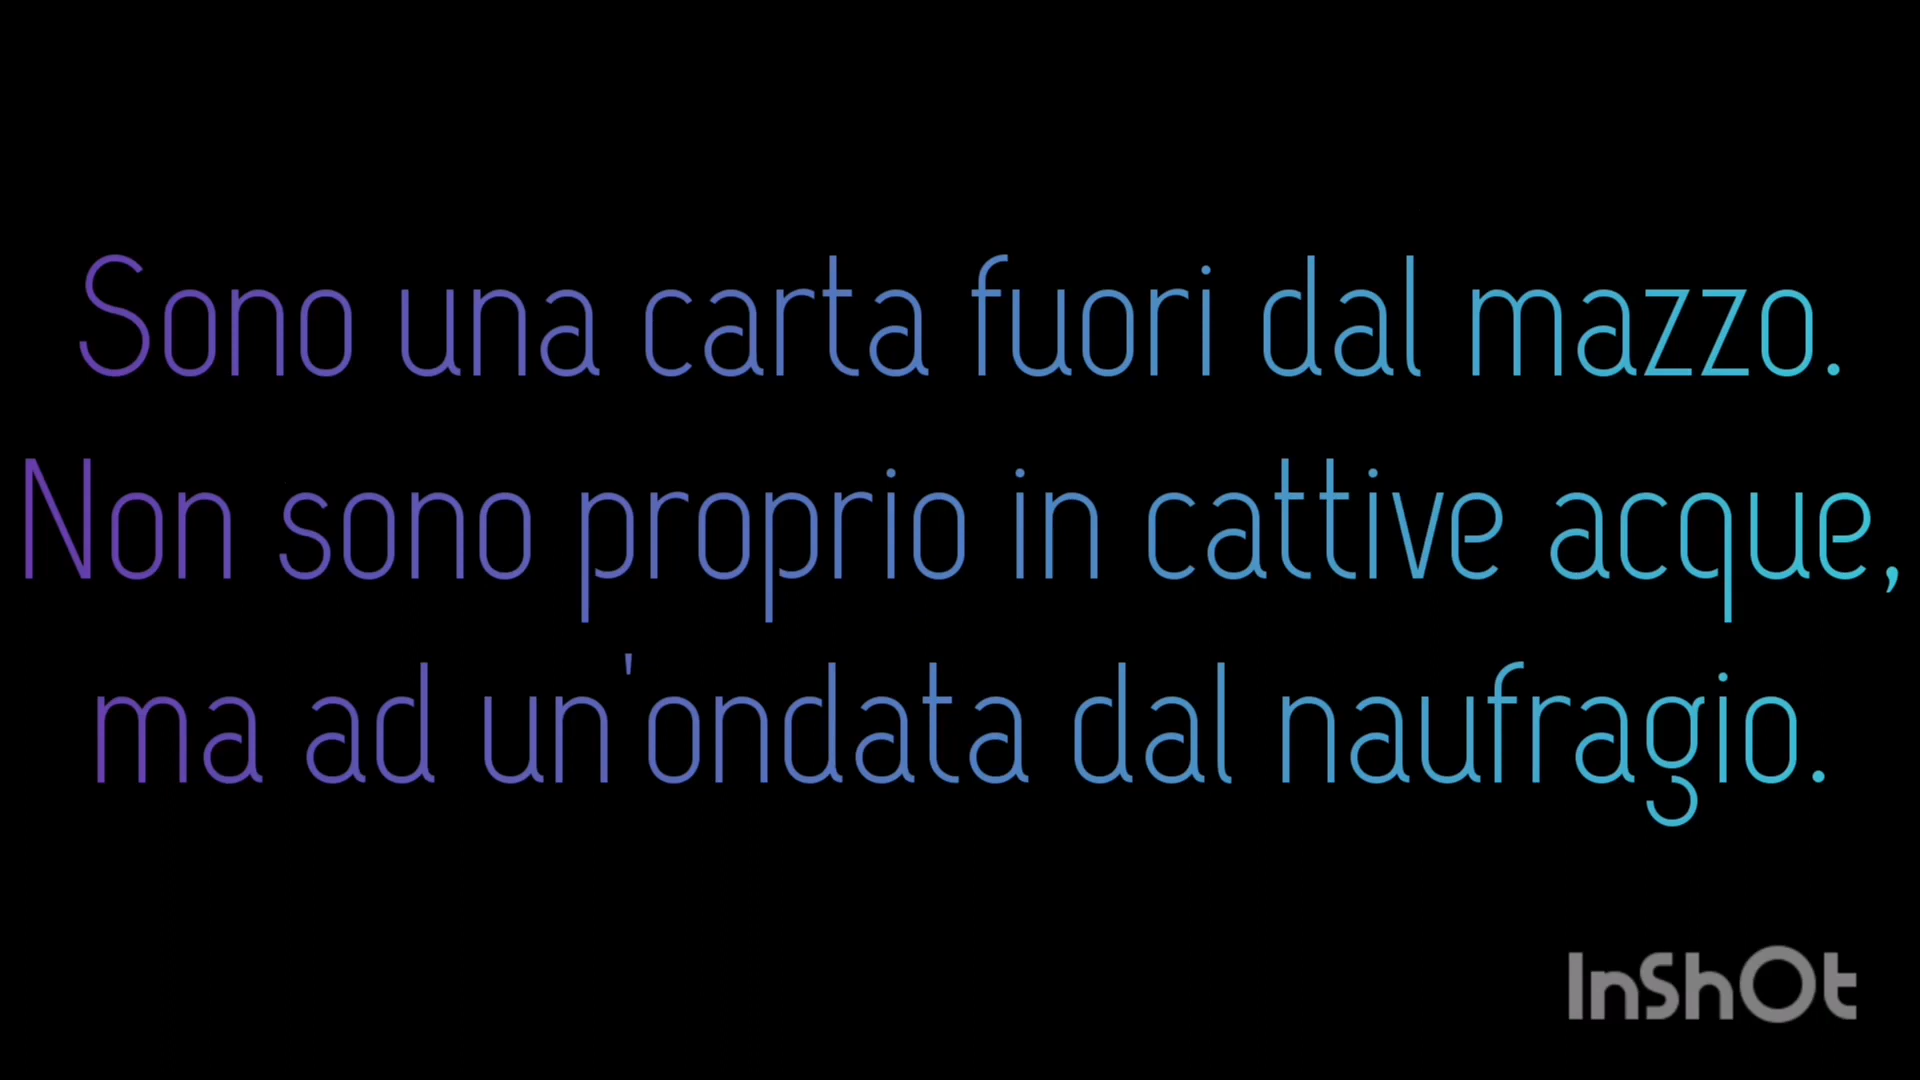 Sono una carta fuori dal mazzo.
Non sono proprio in cattive acque,
ma ad un'ondata dal naufragio.
InShOt